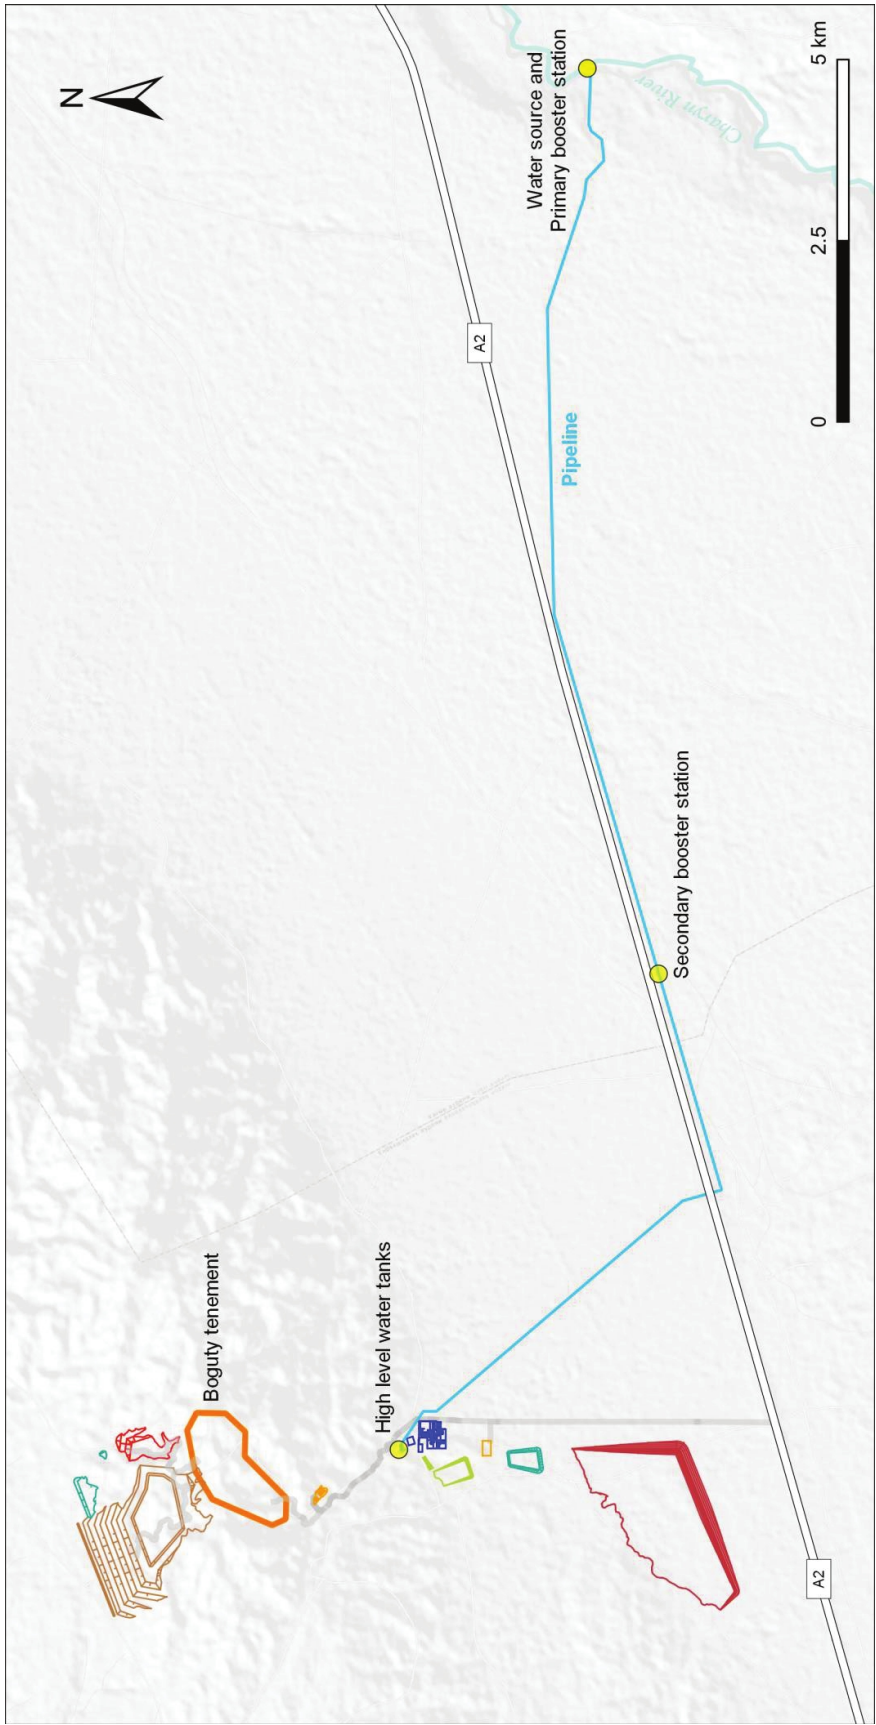 N
Water source and
Primary booster station
Charyn River
A2
Pipeline
0
2.5
5 km
Secondary booster station
Boguty tenement
High level water tanks
A2